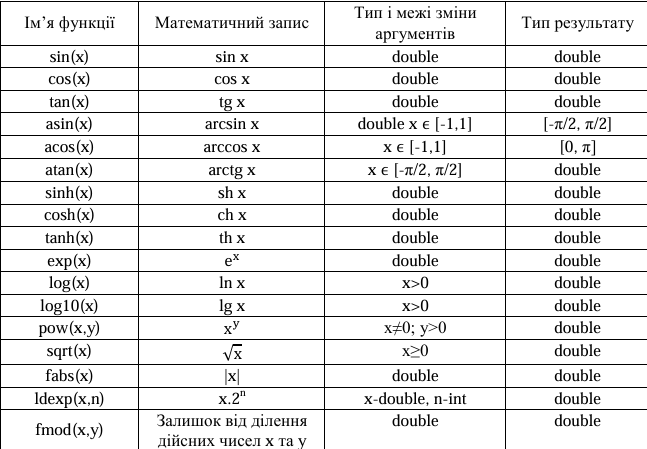 Ім’я функції Математичний запис Тип і межі зміни аргументів Тип результату
sin(x) sin x double double
cos(x) cos x double double
tan(x) tg x double double
asin(x) arcsin x double x ϵ [-1,1] [-π/2, π/2]
acos(x) arccos x x ϵ [-1,1] [0, π]
atan(x) arctg x x ϵ [-π/2, π/2] double
sinh(x) sh x double double
cosh(x) ch x double double
tanh(x) th x double double
exp(x) eˣ double double
log(x) ln x x>0 double
log10(x) lg x x>0 double
pow(x,y) xʸ x≠0; y>0 double
sqrt(x) √x x≥0 double
fabs(x) |x| double double
ldexp(x,n) x.2ⁿ x-double, n-int double
fmod(x,y) Залишок від ділення дійсних чисел x та y double double